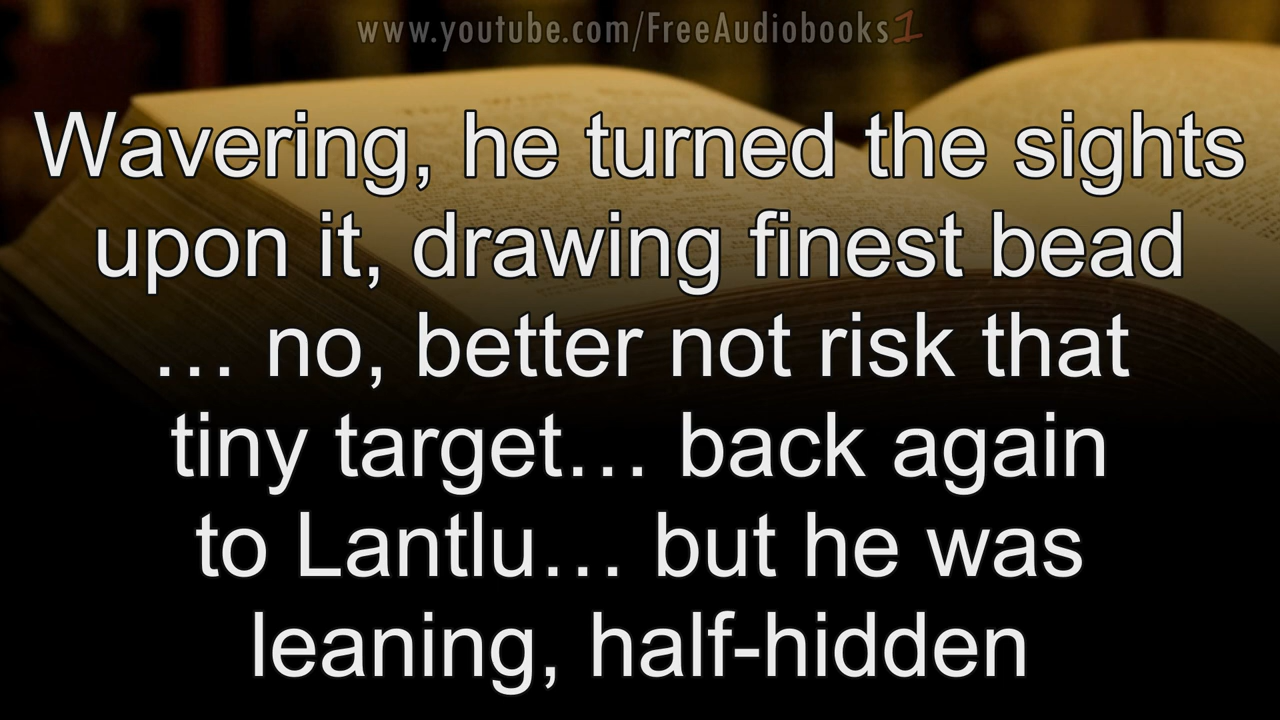 www.youtube.com/FreeAudiobooks1
Wavering, he turned the sights
upon it, drawing finest bead
… no, better not risk that
tiny target… back again
to Lantlu… but he was
leaning, half-hidden